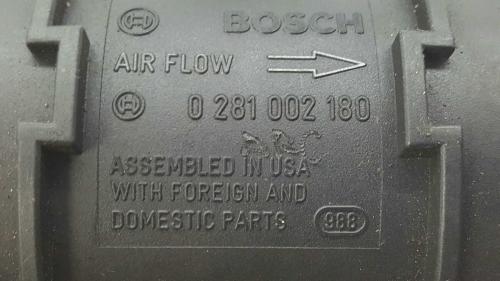 BOSCH
AIR FLOW
0 281 002 180
ASSEMBLED IN USA
WITH FOREIGN AND
DOMESTIC PARTS 988